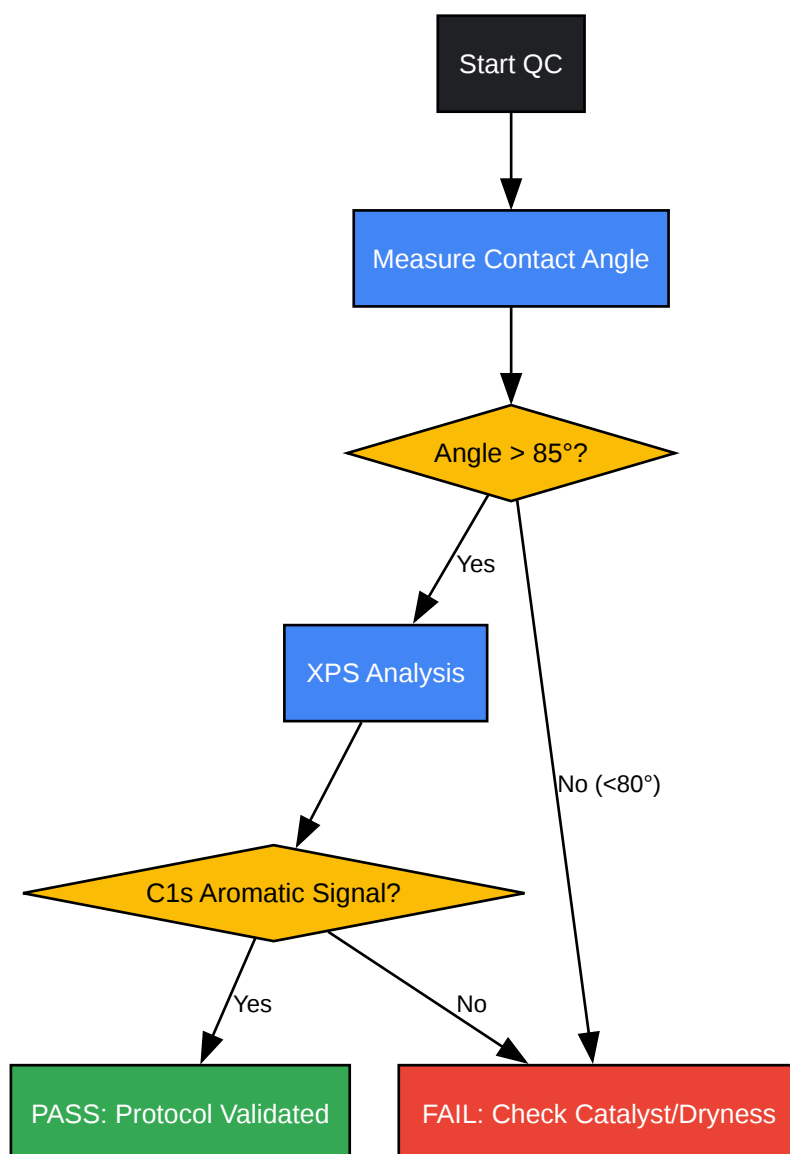 Start QC
Measure Contact Angle
Angle > 85°?
Yes
XPS Analysis
No (<80°)
C1s Aromatic Signal?
Yes
No
PASS: Protocol Validated
FAIL: Check Catalyst/Dryness